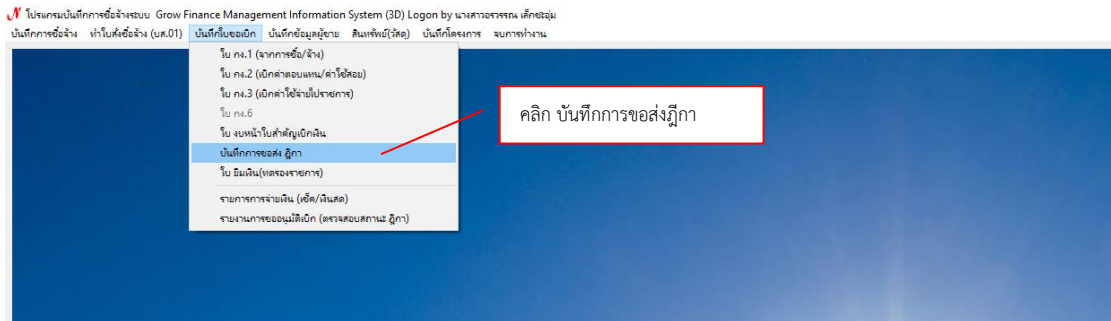 โปรแกรมบันทึกการซื้อจ้างระบบ Grow Finance Management Information System (3D) Logon by นางสาวอรวรรณ เล็กชะอุ่ม
บันทึกการซื้อจ้าง ทำใบสั่งซื้อจ้าง (บส.01) บันทึกใบขอเบิก บันทึกข้อมูลผู้ขาย สินทรัพย์(วัสดุ) บันทึกโครงการ จบการทำงาน
ใบ กง.1 (จากการซื้อ/จ้าง)
ใบ กง.2 (เบิกค่าตอบแทน/ค่าใช้สอย)
ใบ กง.3 (เบิกค่าใช้จ่ายไปราชการ)
ใบ กง.6
ใบ งบหน้าใบสำคัญเบิกเงิน
บันทึกการขอส่ง ฎีกา
ใบ ยืมเงิน(ทดรองราชการ)
รายการการจ่ายเงิน (เช็ค/เงินสด)
รายงานการขออนุมัติเบิก (ตรวจสอบสถานะ ฎีกา)
คลิก บันทึกการขอส่งฎีกา